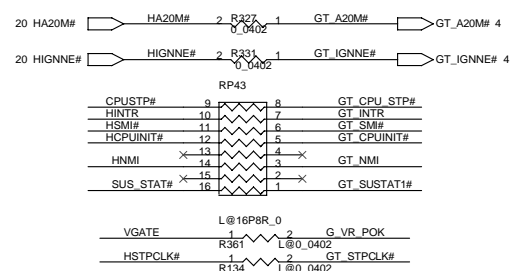 20 HA20M# HA20M# 2 R327 1 GT_A20M# GT_A20M# 4
0_0402
20 HIGNNE# HIGNNE# 2 R331 1 GT_IGNNE# GT_IGNNE# 4
0_0402
RP43
CPUSTP# 9 8 GT_CPU_STP#
HINTR 10 7 GT_INTR
HSMI# 11 6 GT_SMI#
HCPUINIT# 12 5 GT_CPUINIT#
13 4
HNMI 14 3 GT_NMI
15 2
SUS_STAT# 16 1 GT_SUSTAT1#
L@16P8R_0
VGATE 1 2 G_VR_POK
R361 L@0_0402
HSTPCLK# 1 2 GT_STPCLK#
R134 L@0_0402